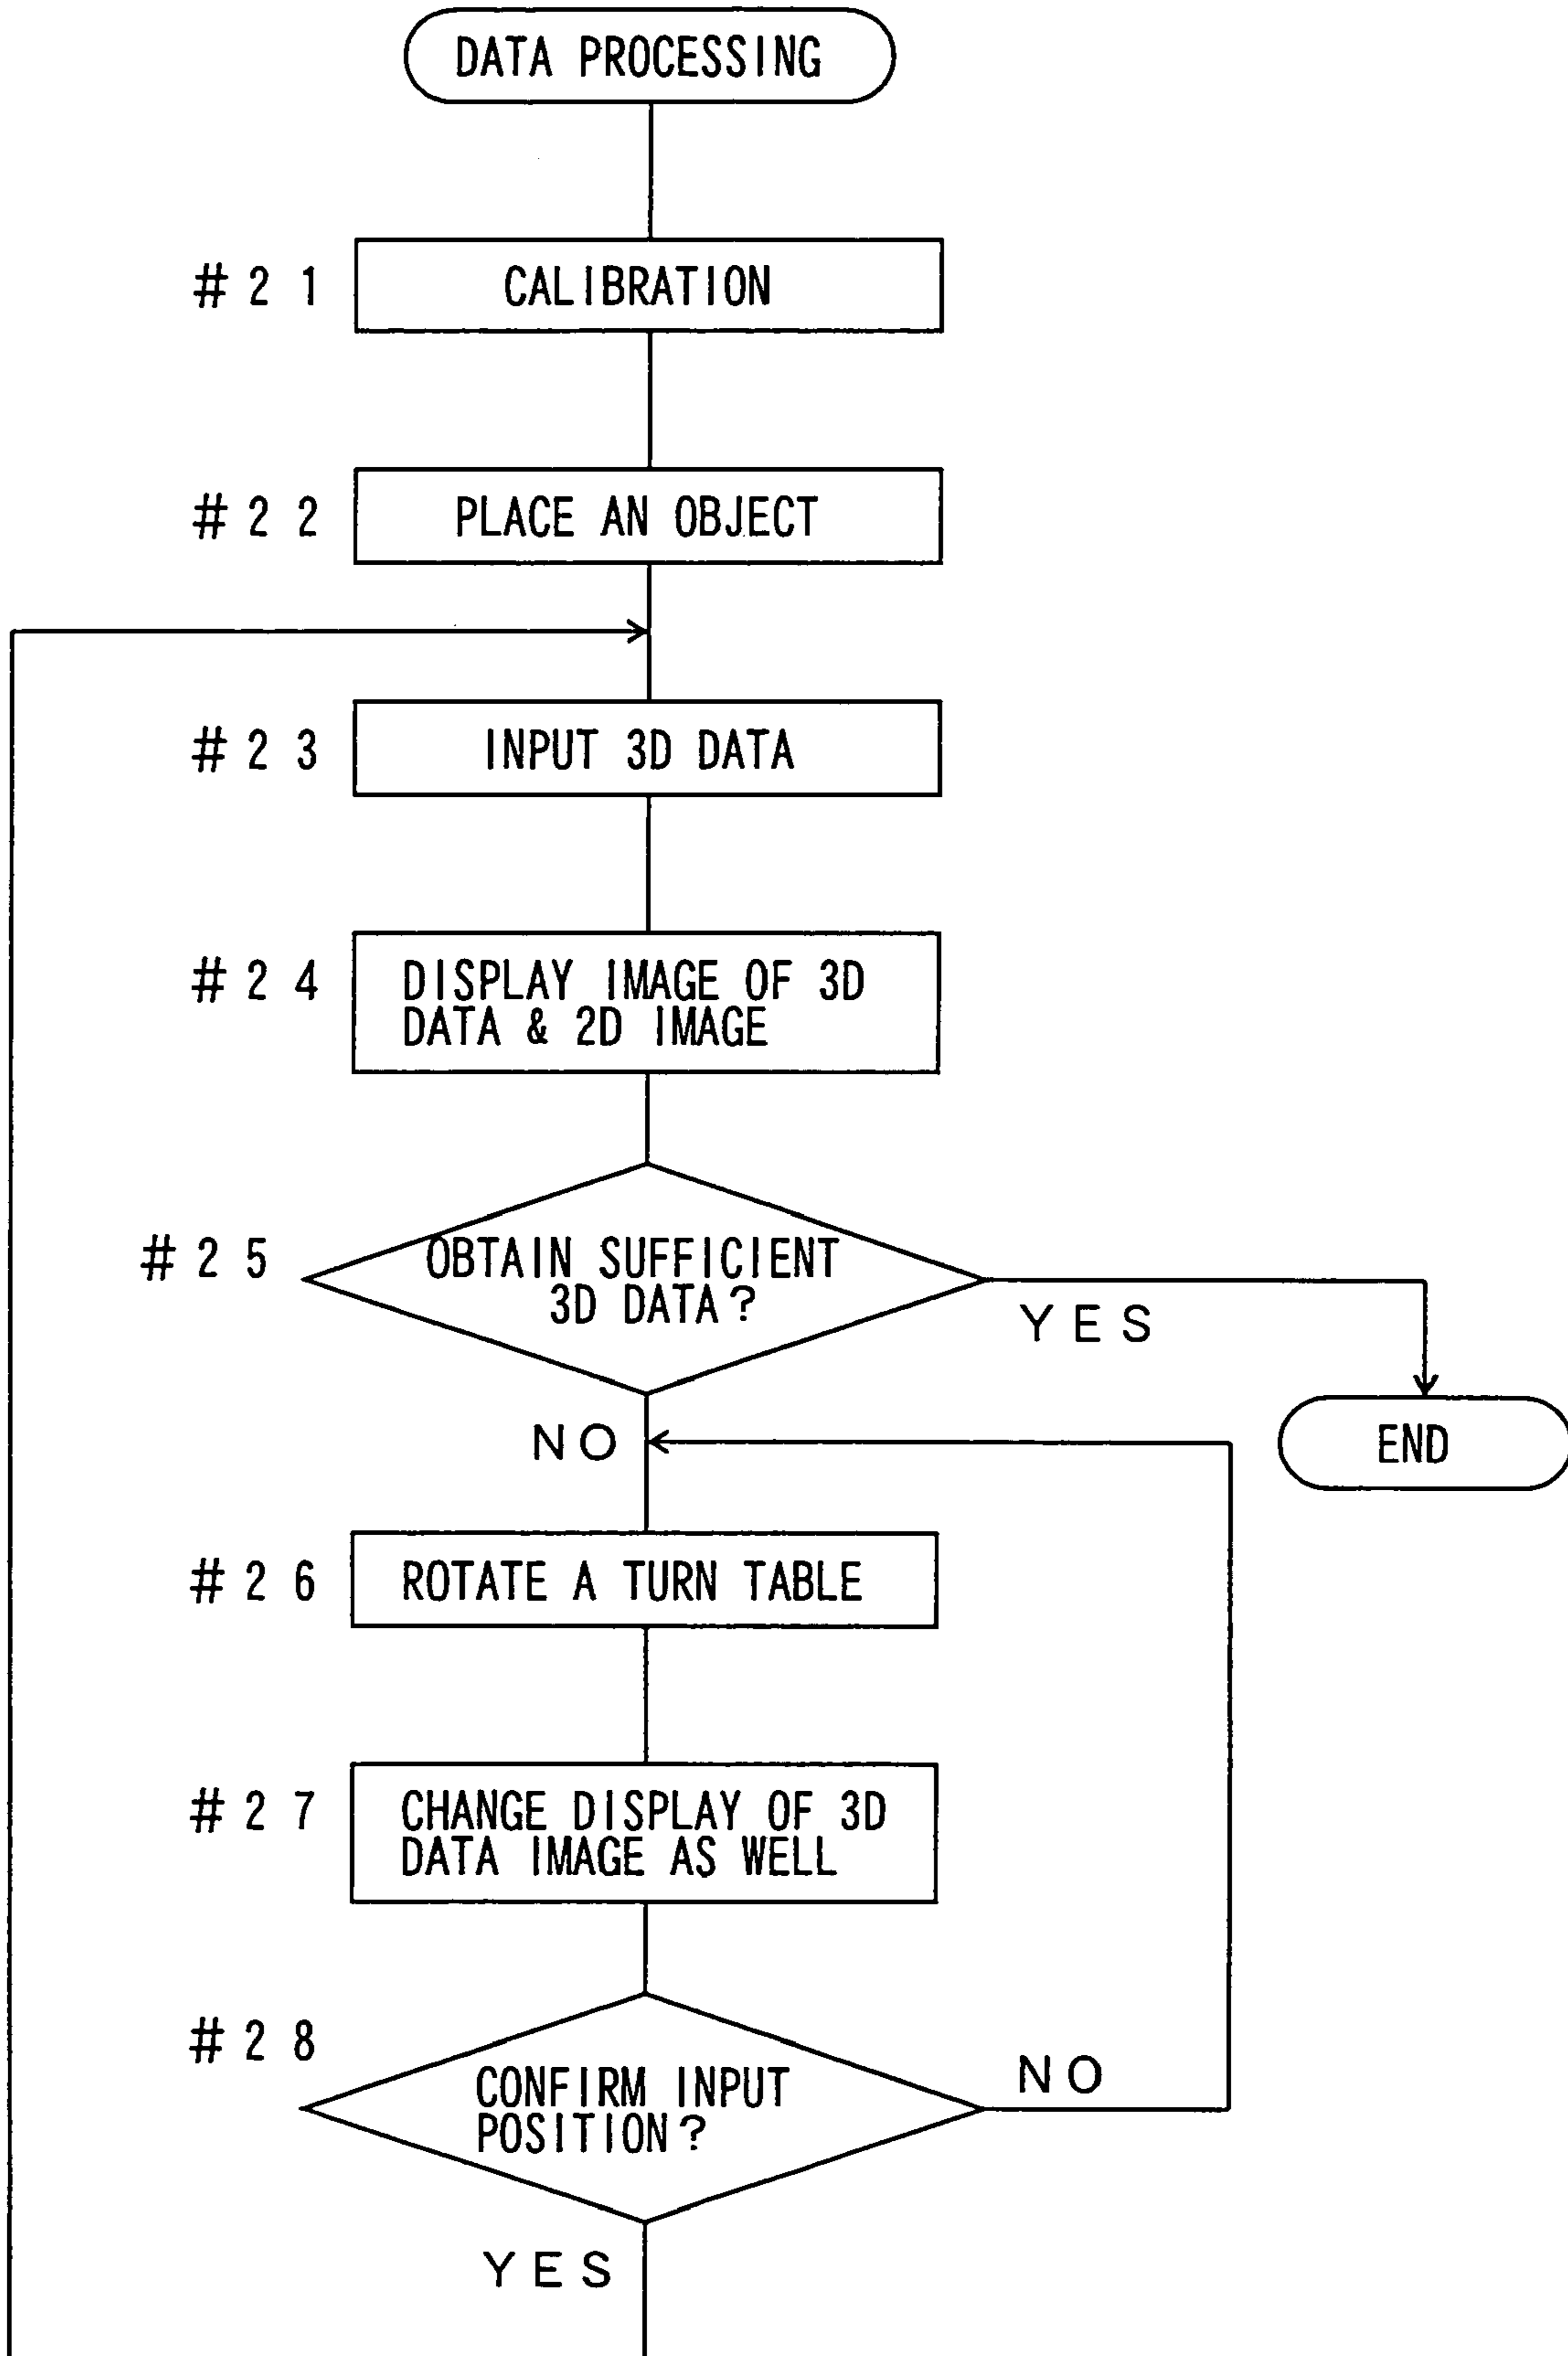 DATA PROCESSING
#21 CALIBRATION
#22 PLACE AN OBJECT
#23 INPUT 3D DATA
#24 DISPLAY IMAGE OF 3D
DATA & 2D IMAGE
#25 OBTAIN SUFFICIENT
3D DATA?
YES
END
NO
#26 ROTATE A TURN TABLE
#27 CHANGE DISPLAY OF 3D
DATA IMAGE AS WELL
#28
CONFIRM INPUT
POSITION?
NO
YES